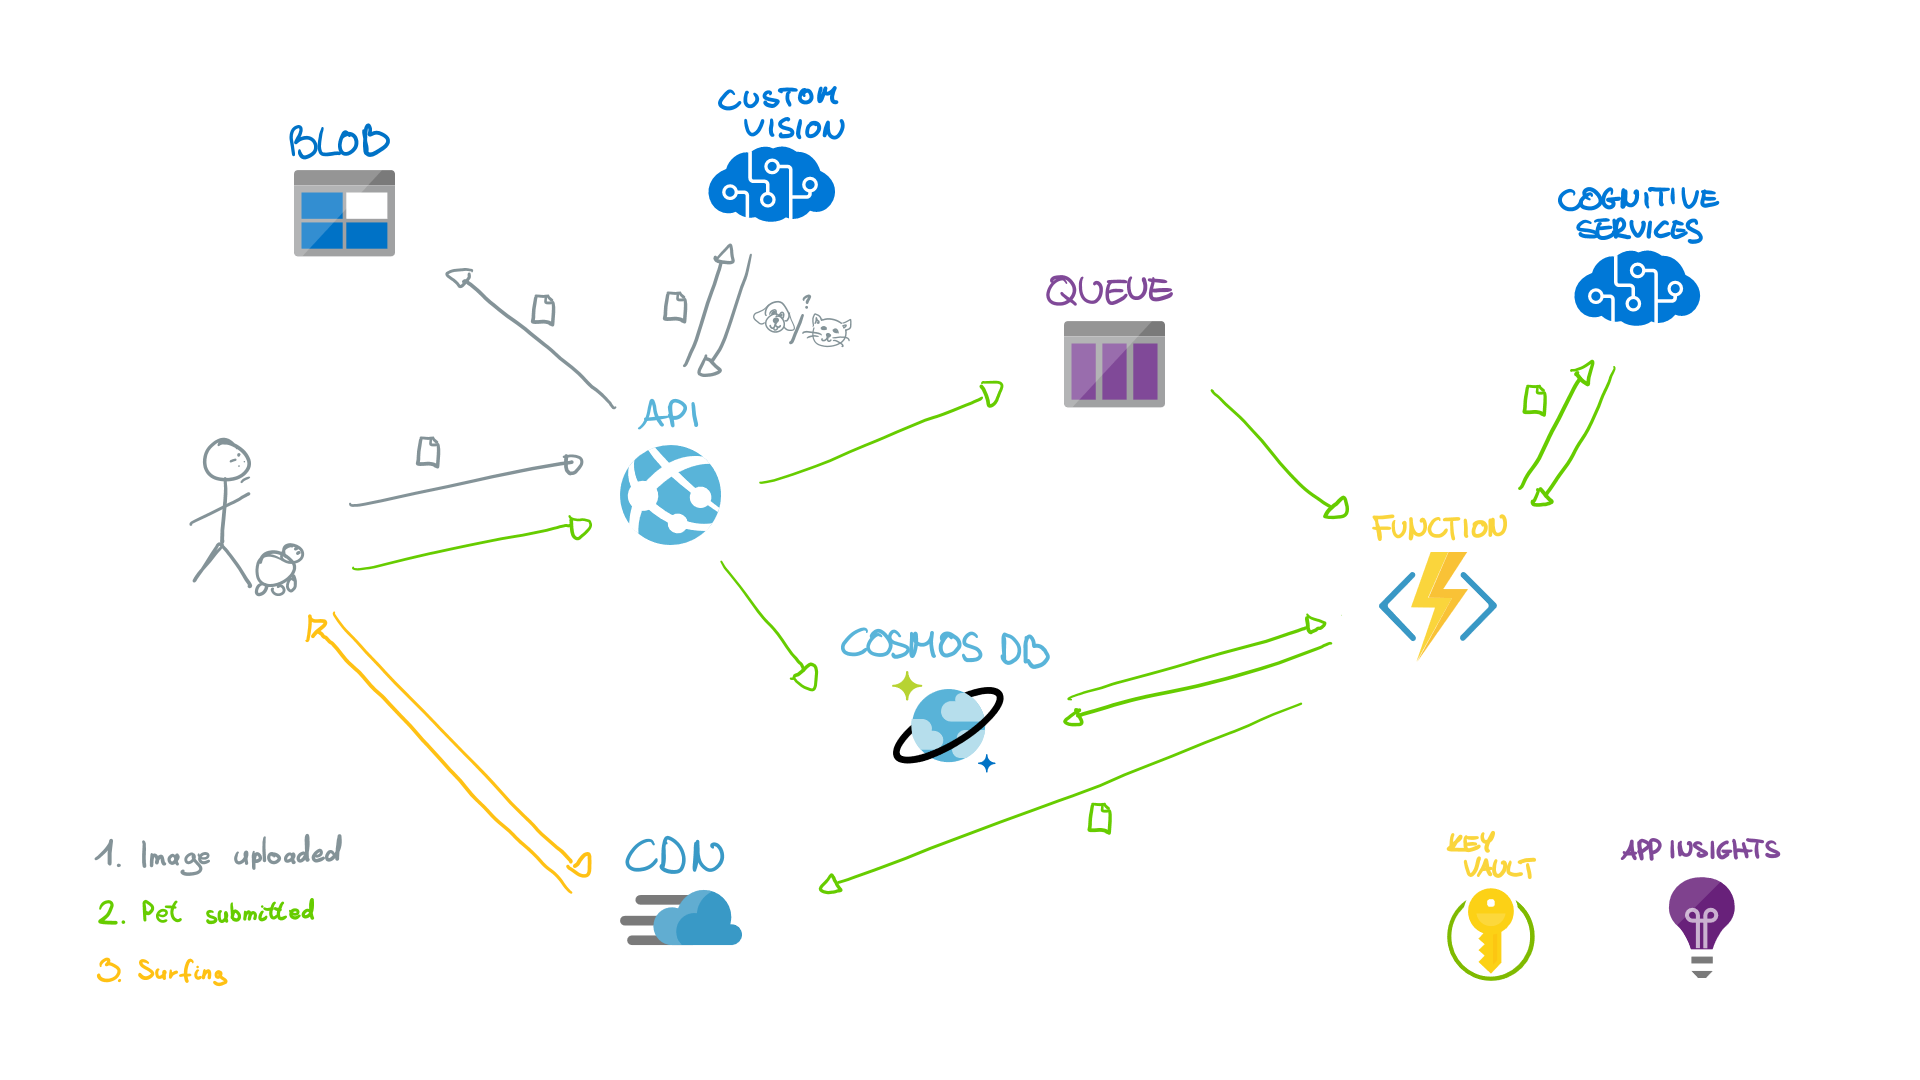 CUSTOM
VISION
BLOB
COGNITIVE
SERVICES
QUEUE
?
API
FUNCTION
COSMOS DB
CDN
KEY
VAULT
APP INSIGHTS
1. Image uploaded
2. Pet submitted
3. Surfing